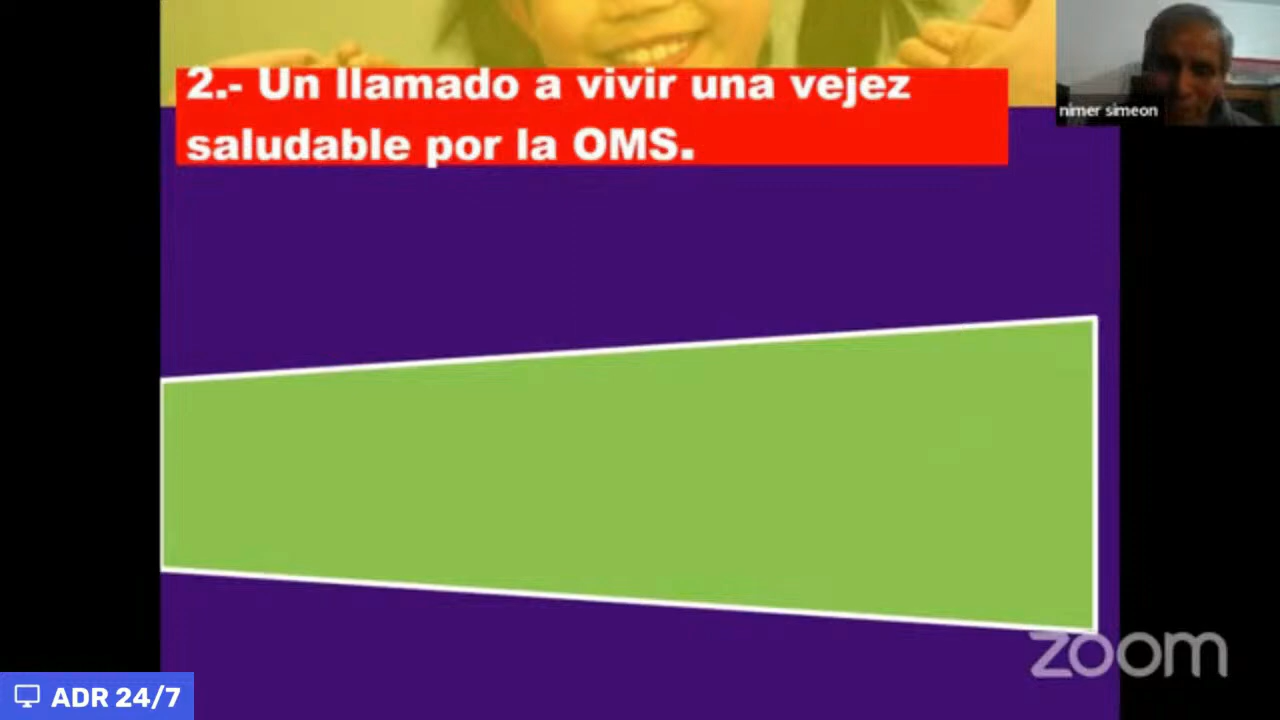 2.- Un llamado a vivir una vejez
saludable por la OMS.
nimer simeon
zoom
ADR 24/7